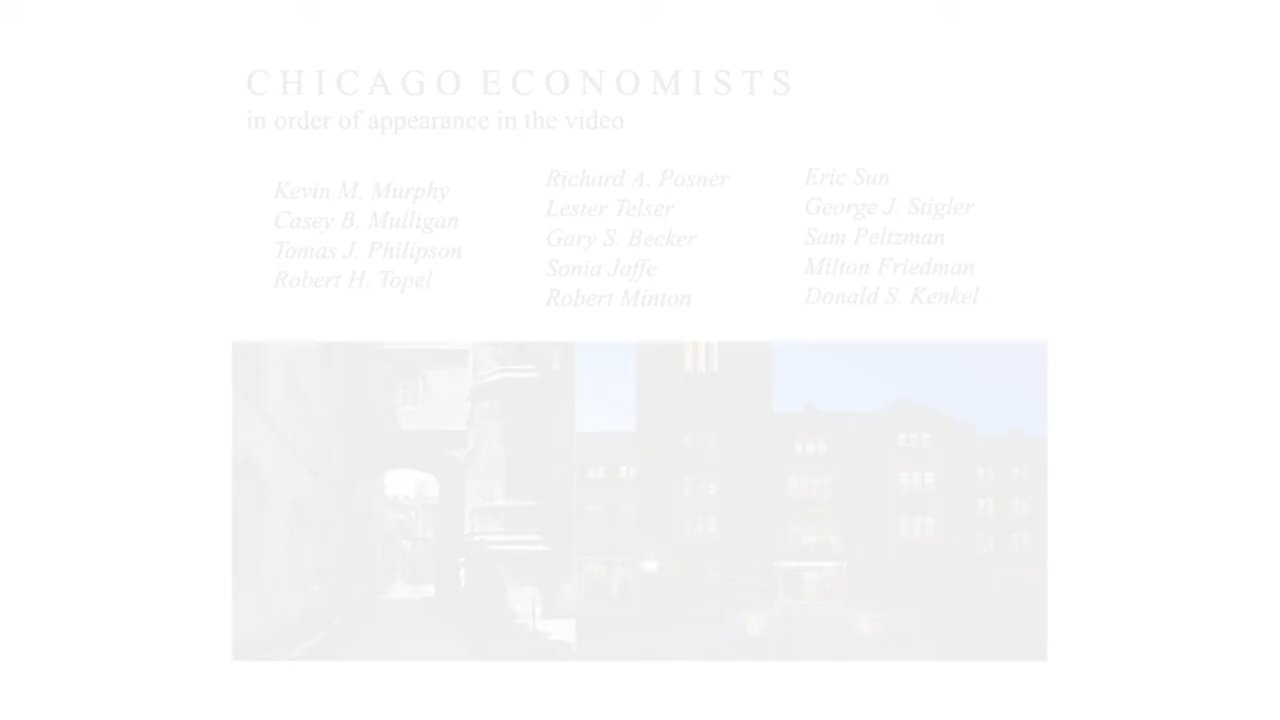 CHICAGO ECONOMISTS
in order of appearance in the video
Kevin M. Murphy
Casey B. Mulligan
Tomas J. Philipson
Robert H. Topel
Richard A. Posner
Lester Telser
Gary S. Becker
Sonia Jaffe
Robert Minton
Eric Sun
George J. Stigler
Sam Peltzman
Milton Friedman
Donald S. Kenkel